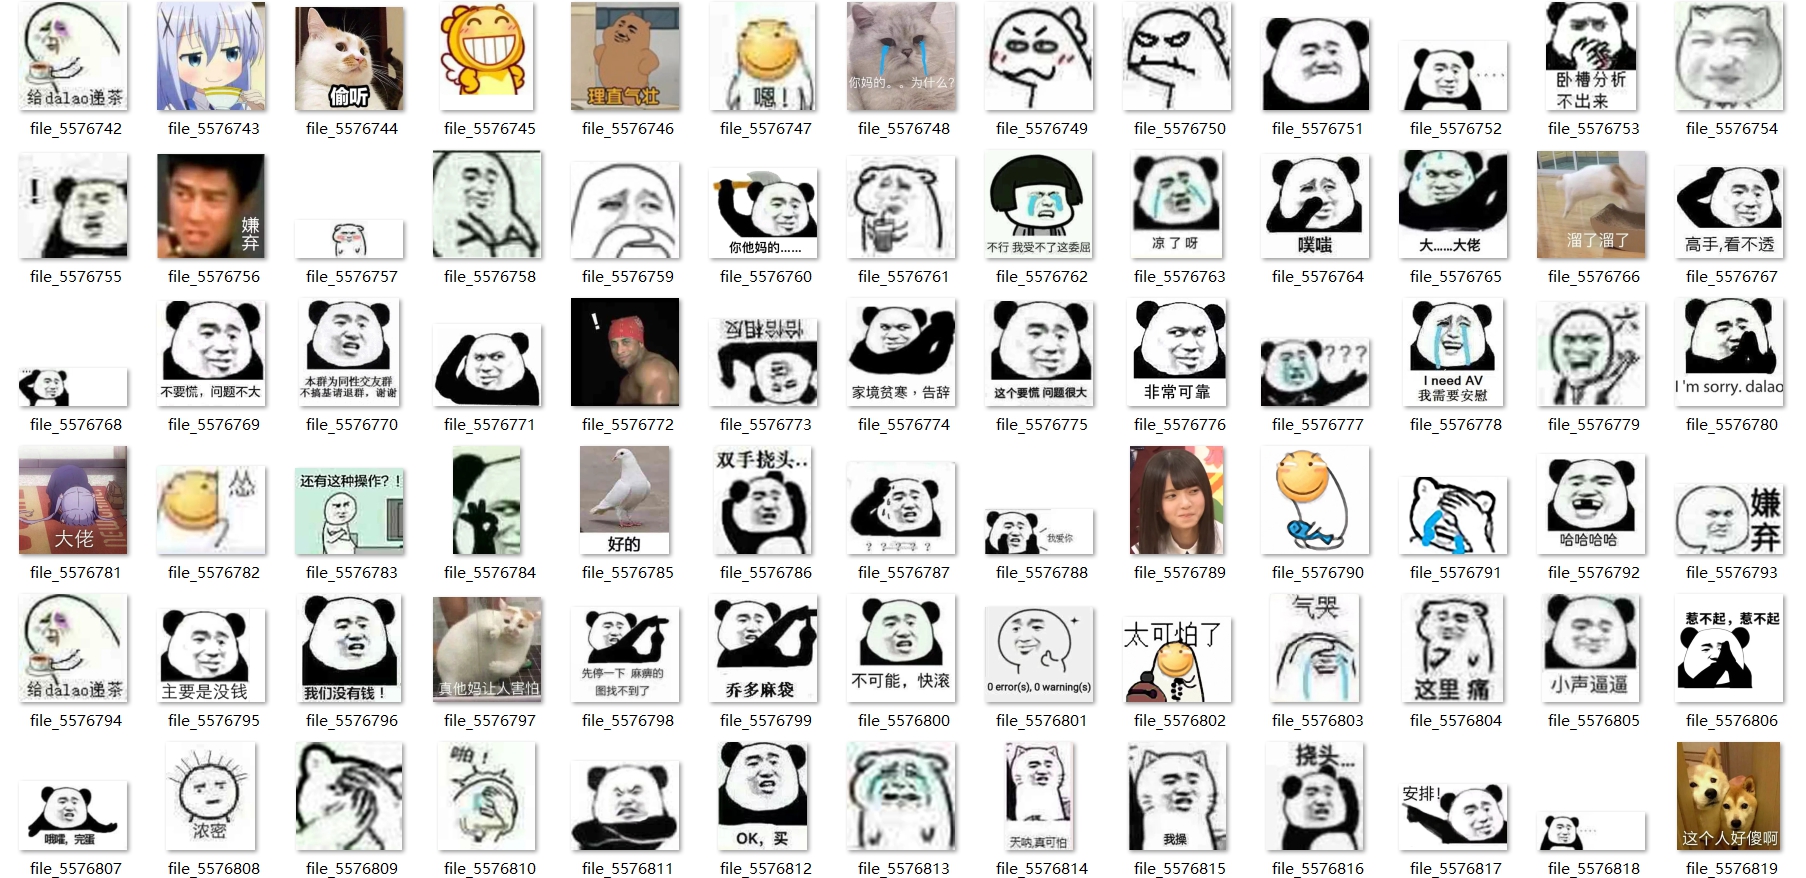 给dalao递茶
偷听
理直气壮
嗯！
你妈的。。为什么?
卧槽分析
不出来
file_5576742
file_5576743
file_5576744
file_5576745
file_5576746
file_5576747
file_5576748
file_5576749
file_5576750
file_5576751
file_5576752
file_5576753
file_5576754
!
嫌弃
你他妈的......
不行 我受不了这委屈
凉了呀
噗嗤
大......大佬
溜了溜了
高手,看不透
file_5576755
file_5576756
file_5576757
file_5576758
file_5576759
file_5576760
file_5576761
file_5576762
file_5576763
file_5576764
file_5576765
file_5576766
file_5576767
不要慌，问题不大
本群为同性交友群
不搞基请退群，谢谢
!
恰恰相反
家境贫寒，告辞
这个要慌 问题很大
非常可靠
???
I need AV
我需要安慰
大
I'm sorry. dalao
file_5576768
file_5576769
file_5576770
file_5576771
file_5576772
file_5576773
file_5576774
file_5576775
file_5576776
file_5576777
file_5576778
file_5576779
file_5576780
大佬
还有这种操作？！
好的
双手挠头..
? ? ? ? ?
我爱你
哈哈哈哈
嫌弃
file_5576781
file_5576782
file_5576783
file_5576784
file_5576785
file_5576786
file_5576787
file_5576788
file_5576789
file_5576790
file_5576791
file_5576792
file_5576793
给dalao递茶
主要是没钱
我们没有钱！
真他妈让人害怕
先停一下 麻痹的
图找不到了
乔多麻袋
不可能，快滚
0 error(s), 0 warning(s)
太可怕了
气哭
这里 痛
小声逼逼
惹不起，惹不起
file_5576794
file_5576795
file_5576796
file_5576797
file_5576798
file_5576799
file_5576800
file_5576801
file_5576802
file_5576803
file_5576804
file_5576805
file_5576806
哦嚯，完蛋
浓密
啪！
OK，买
天呐,真可怕
我操
挠头...
安排！
这个人好傻啊
file_5576807
file_5576808
file_5576809
file_5576810
file_5576811
file_5576812
file_5576813
file_5576814
file_5576815
file_5576816
file_5576817
file_5576818
file_5576819